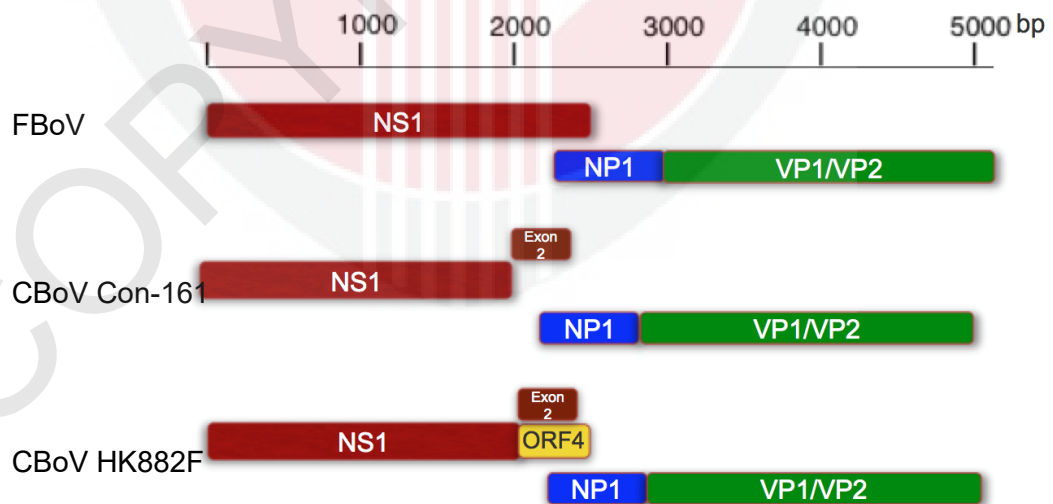 1000 2000 3000 4000 5000 bp
FBoV NS1
NP1 VP1/VP2
Exon
2
CBoV Con-161 NS1
NP1 VP1/VP2
Exon
2
CBoV HK882F NS1 ORF4
NP1 VP1/VP2
COPY